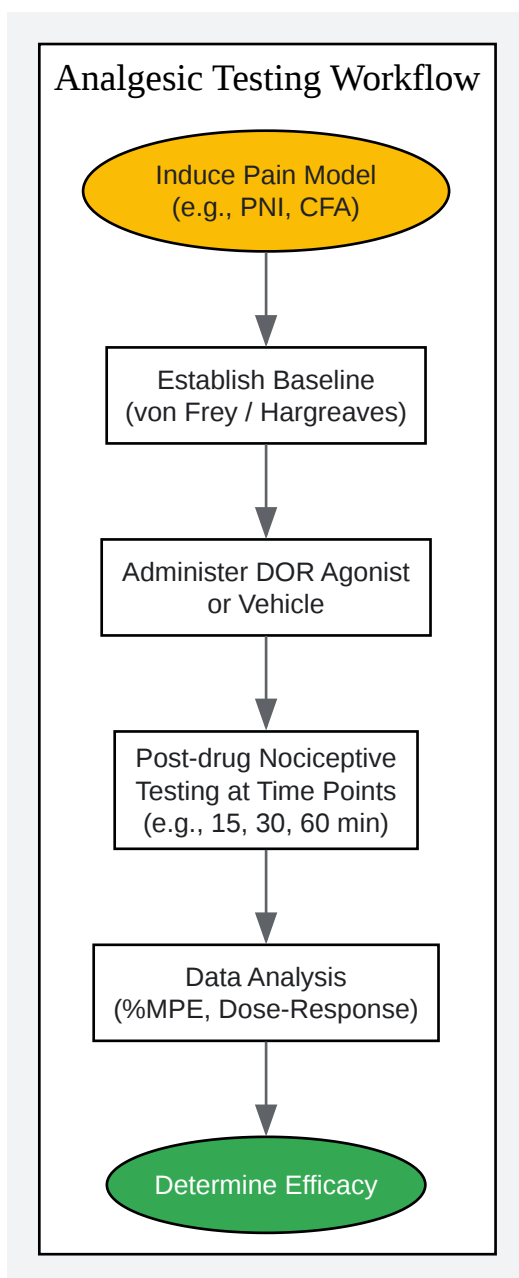 Analgesic Testing Workflow
Induce Pain Model
(e.g., PNI, CFA)
Establish Baseline
(von Frey / Hargreaves)
Administer DOR Agonist
or Vehicle
Post-drug Nociceptive
Testing at Time Points
(e.g., 15, 30, 60 min)
Data Analysis
(%MPE, Dose-Response)
Determine Efficacy